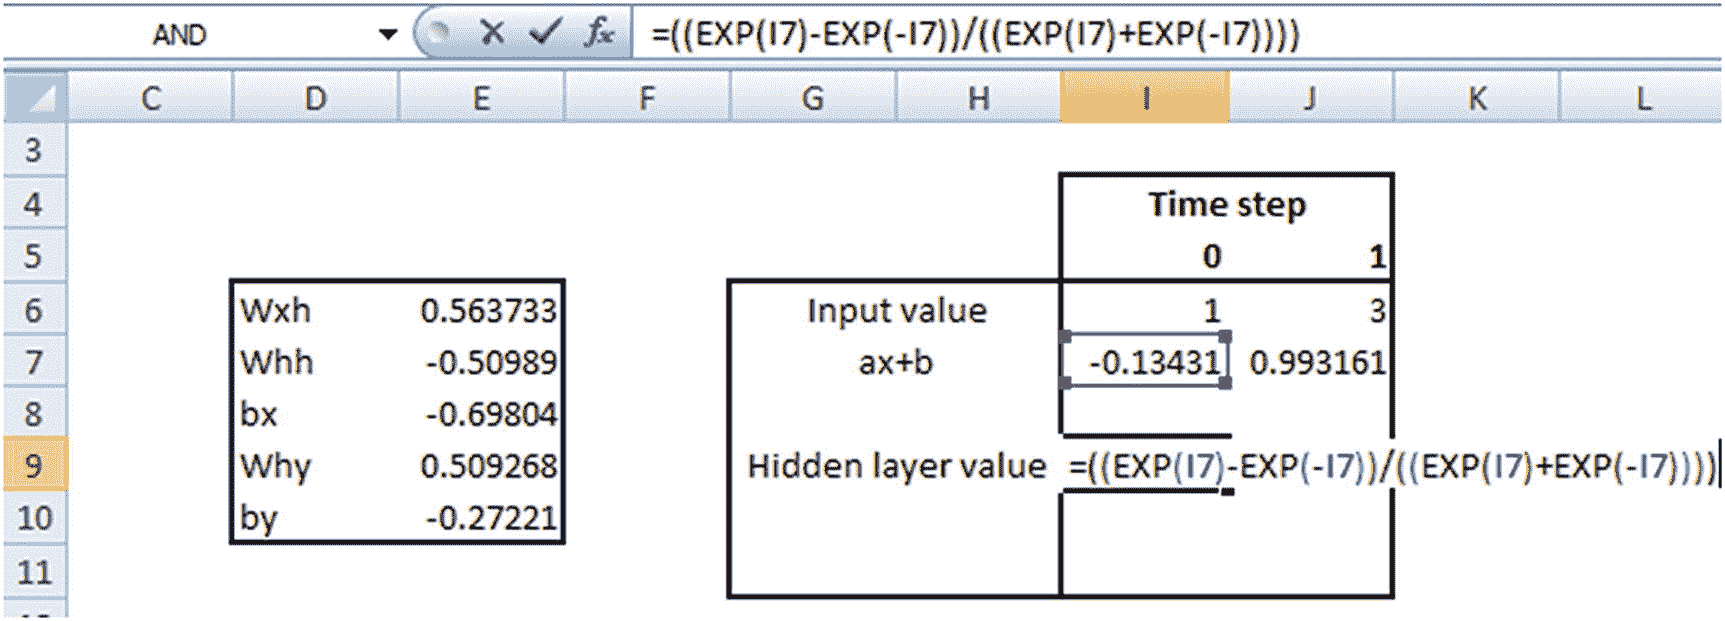 AND fx =((EXP(I7)-EXP(-I7))/((EXP(I7)+EXP(-I7))))
C D E F G H I J K L
3
4 Time step
5 0 1
6 Wxh 0.563733 Input value 1 3
7 Whh -0.50989 ax+b -0.13431 0.993161
8 bx -0.69804
9 Why 0.509268 Hidden layer value =((EXP(I7)-EXP(-I7))/((EXP(I7)+EXP(-I7))))
10 by -0.27221
11